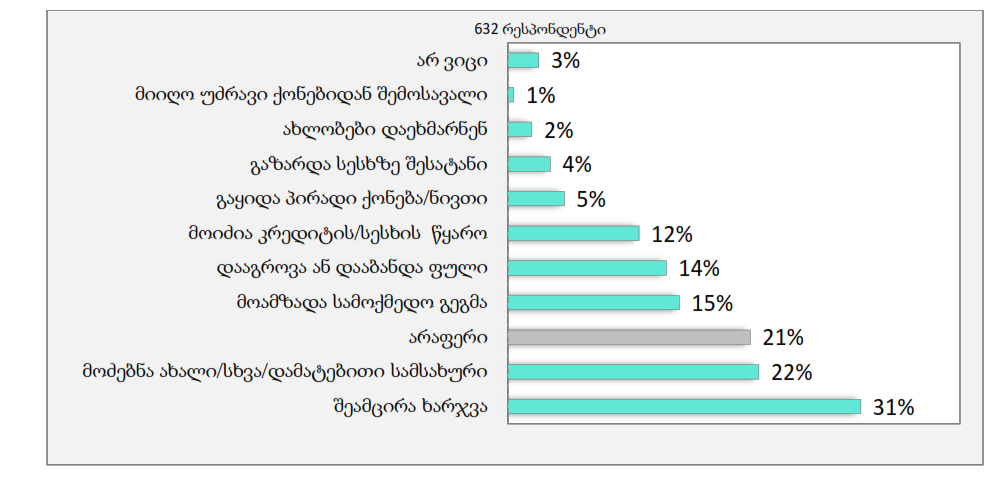 632 რესპონდენტი
არ ვიცი 3%
მიიღო უძრავი ქონებიდან შემოსავალი 1%
ახლობები დაეხმარნენ 2%
გაზარდა სესხზე შესატანი 4%
გაყიდა პირადი ქონება/ნივთი 5%
მოიძია კრედიტის/სესხის წყარო 12%
დააგროვა ან დააბანდა ფული 14%
მოამზადა სამოქმედო გეგმა 15%
არაფერი 21%
მოძებნა ახალი/სხვა/დამატებითი სამსახური 22%
შეამცირა ხარჯვა 31%